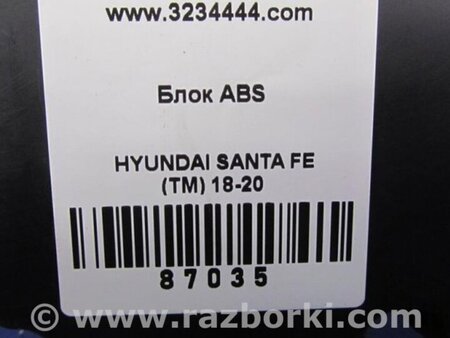 www.3234444.com
Блок ABS
HYUNDAI SANTA FE
(TM) 18-20
87035
© www.razborki.com